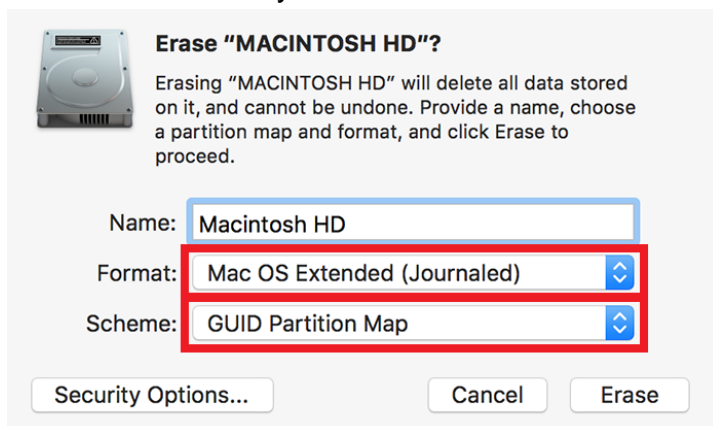 Erase “MACINTOSH HD”?
Erasing “MACINTOSH HD” will delete all data stored
on it, and cannot be undone. Provide a name, choose
a partition map and format, and click Erase to
proceed.
Name: Macintosh HD
Format: Mac OS Extended (Journaled)
Scheme: GUID Partition Map
Security Options... Cancel Erase